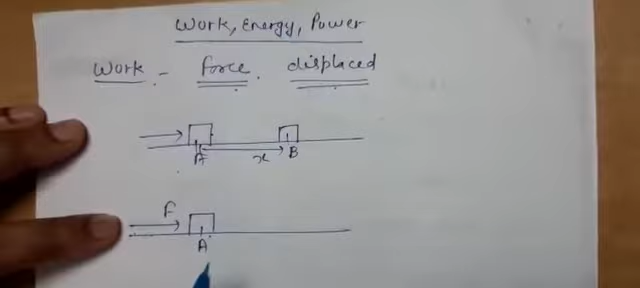 Work, Energy, Power
Work - force. displaced
A x B
F
A